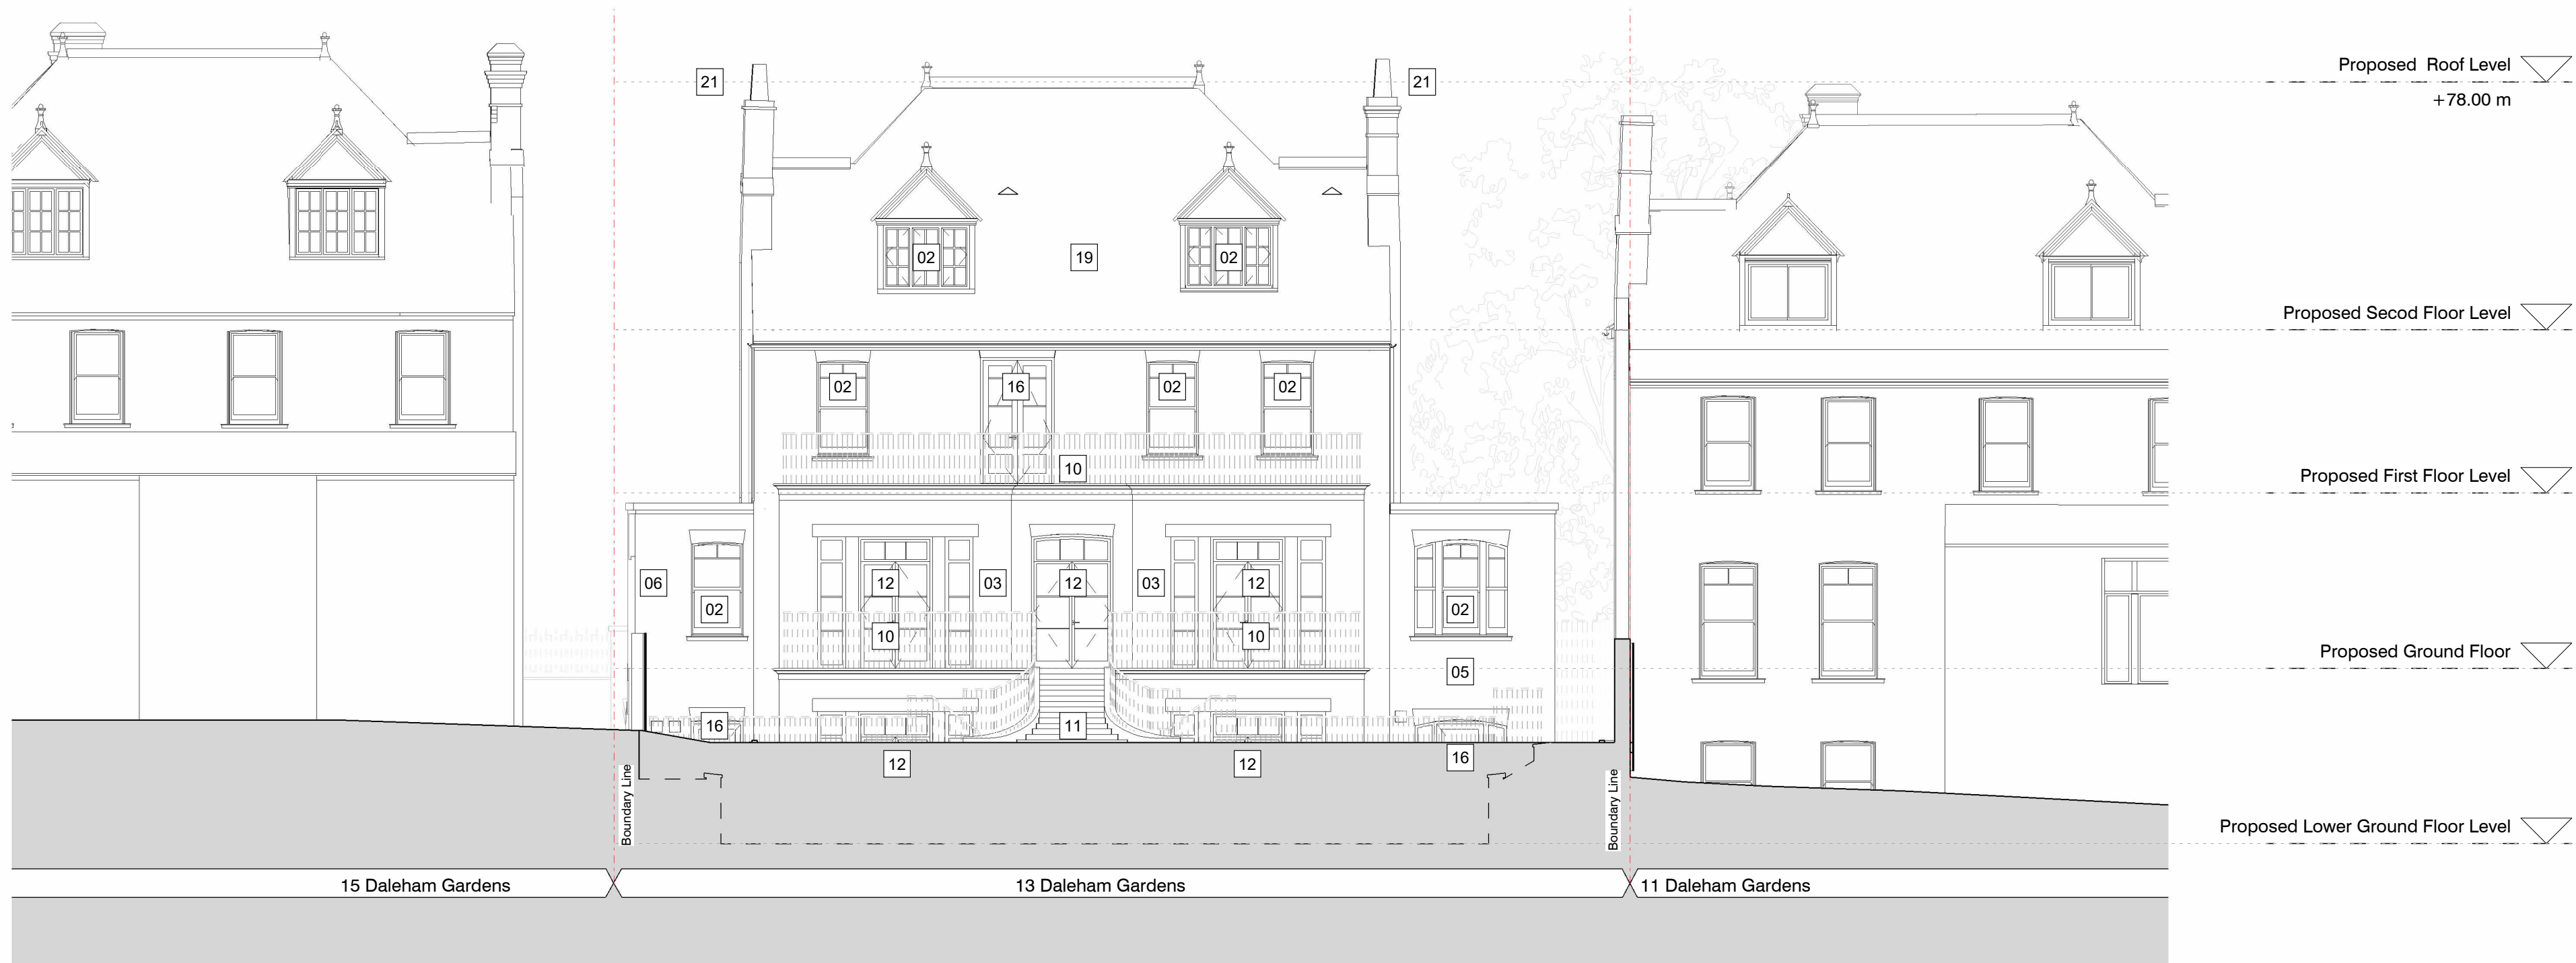 Proposed Roof Level
+78.00 m
21
21
02
19
02
Proposed Secod Floor Level
02
16
02
02
10
Proposed First Floor Level
06
12
03
12
03
12
02
02
10
10
Proposed Ground Floor
05
16
11
12
12
16
Boundary Line
Boundary Line
Proposed Lower Ground Floor Level
15 Daleham Gardens
13 Daleham Gardens
11 Daleham Gardens